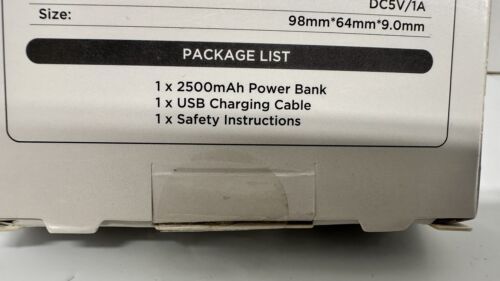 DC5V/1A
Size: 98mm*64mm*9.0mm
PACKAGE LIST
1 x 2500mAh Power Bank
1 x USB Charging Cable
1 x Safety Instructions